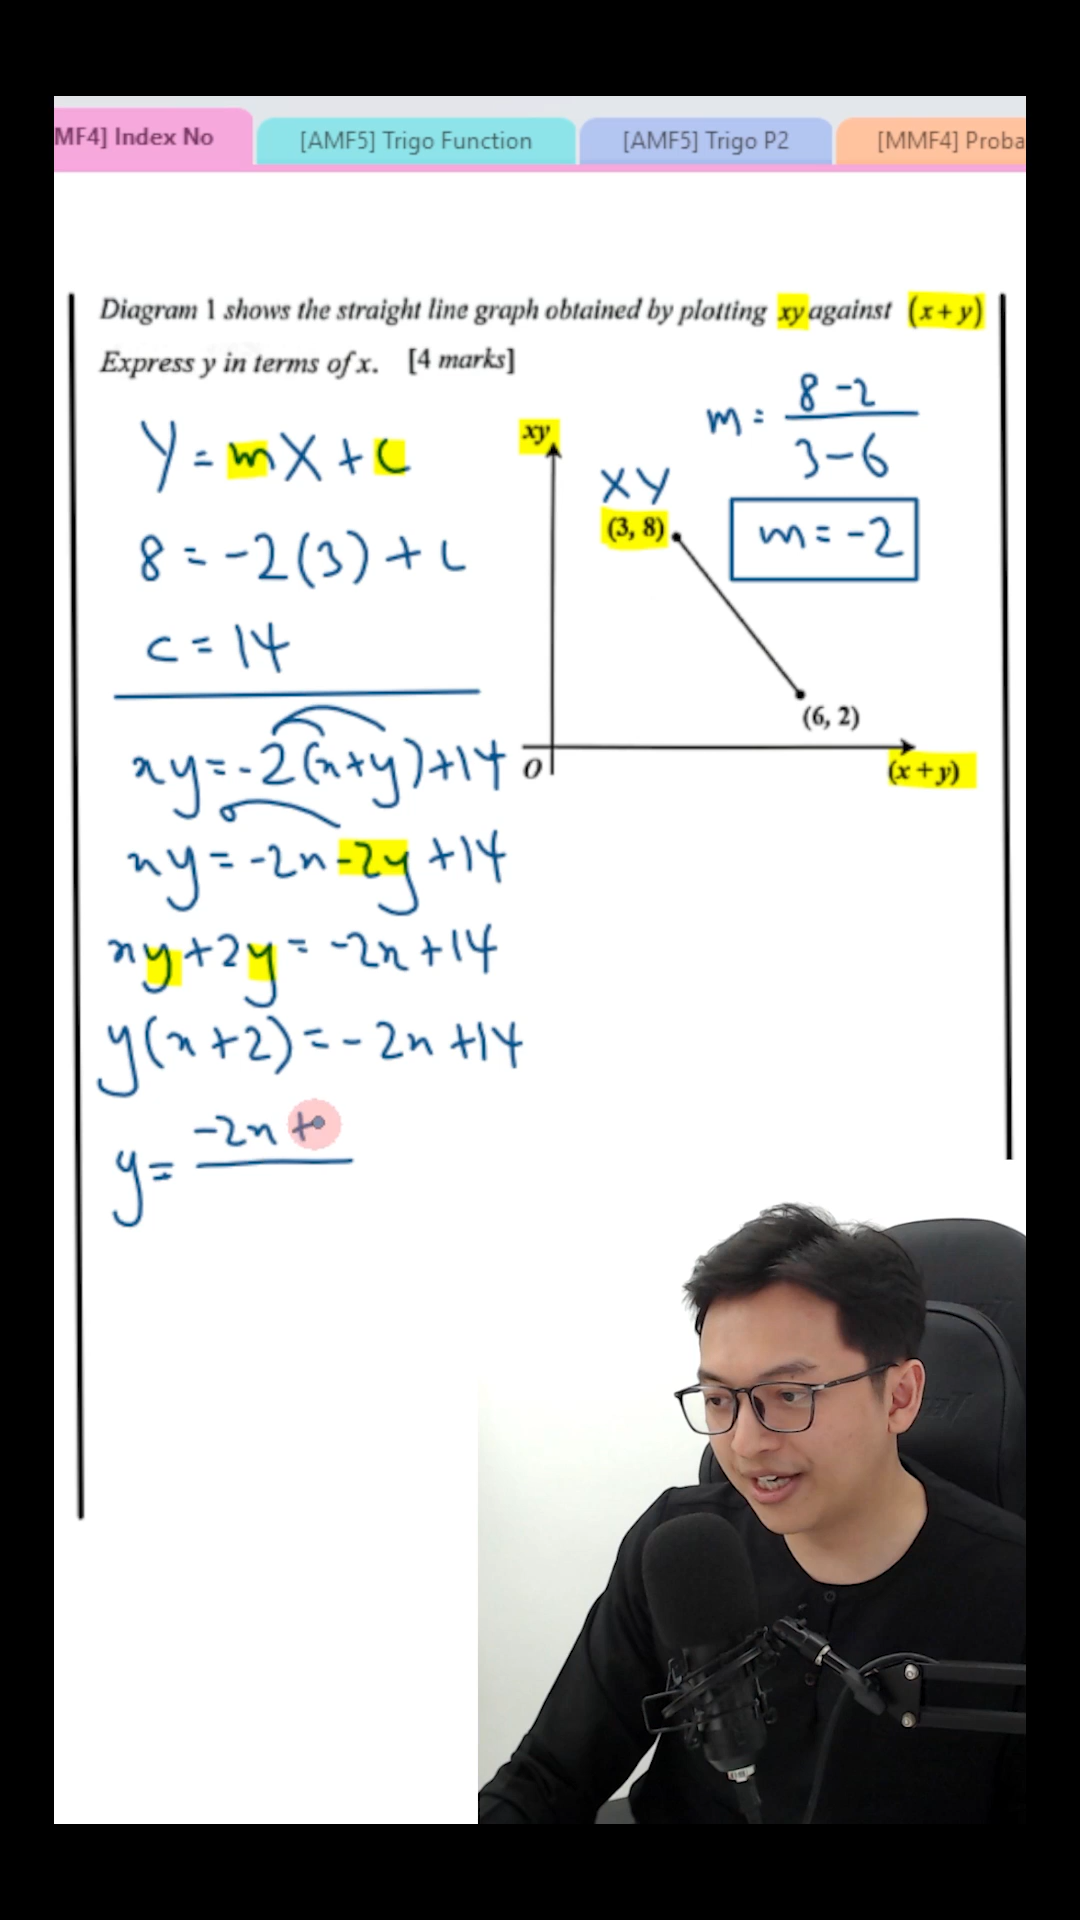 MF4] Index No
[AMF5] Trigo Function
[AMF5] Trigo P2
[MMF4] Proba
Diagram 1 shows the straight line graph obtained by plotting xy against (x + y)
Express y in terms of x. [4 marks]
Y = mX + c
8 = -2(3) + c
c = 14
xy = -2(x+y)+14
xy = -2x -2y +14
xy + 2y = -2x +14
y(x+2) = -2x +14
y = -2x +
xy
XY
(3, 8)
(6, 2)
O
(x + y)
m = 8-2 / 3-6
m = -2